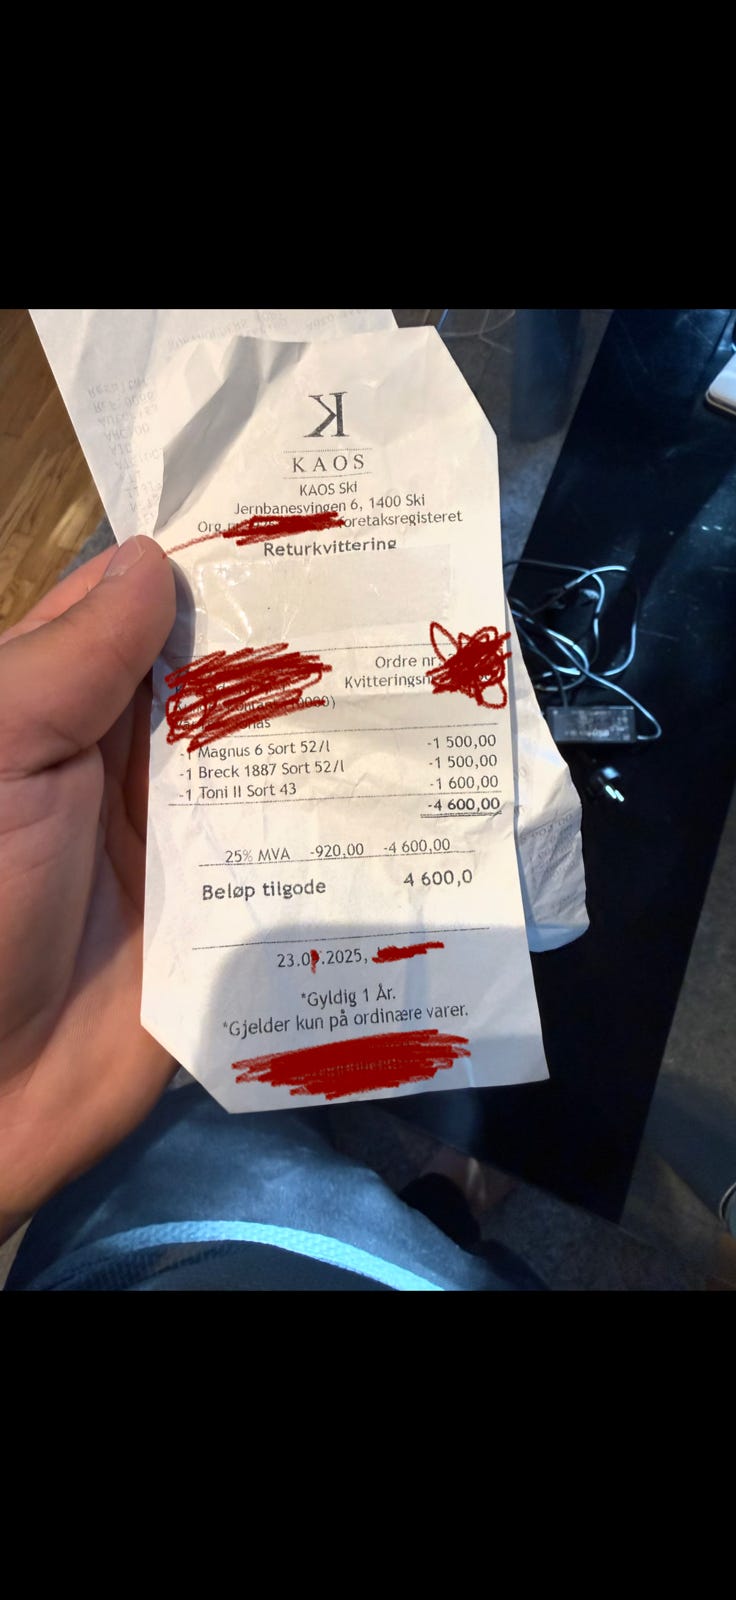 K
KAOS
KAOS Ski
Jernbanesvingen 6, 1400 Ski
Org foretaksregisteret
Returkvittering
Ordre nr.
Kvitteringsn
-1 Magnus 6 Sort 52/l -1 500,00
-1 Breck 1887 Sort 52/l -1 500,00
-1 Toni II Sort 43 -1 600,00
-4 600,00
25% MVA -920,00 -4 600,00
Beløp tilgode 4 600,0
23.0 .2025,
*Gyldig 1 År.
*Gjelder kun på ordinære varer.